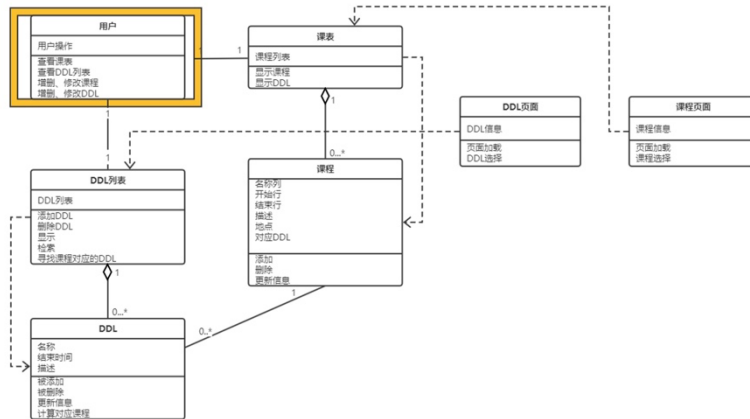 用户
用户操作
查看课表
查看DDL列表
增删、修改课程
增删、修改DDL
1
1
课表
课程列表
显示课程
显示DDL
1
0...*
DDL页面
DDL信息
页面加载
DDL选择
课程页面
课程信息
页面加载
课程选择
1
1
DDL列表
DDL列表
添加DDL
删除DDL
显示
检索
寻找课程对应的DDL
1
0...*
课程
名称列
开始行
结束行
描述
地点
对应DDL
添加
删除
更新信息
1
0..*
DDL
名称
结束时间
描述
被添加
被删除
更新信息
计算对应课程